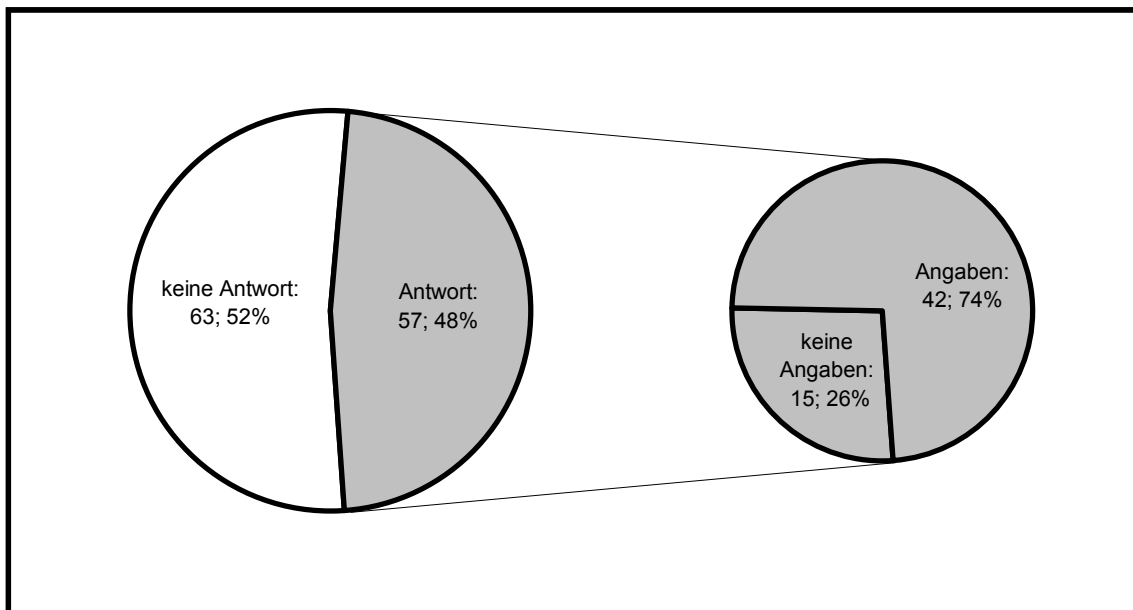 keine Antwort:
63; 52%
Antwort:
57; 48%
Angaben:
42; 74%
keine
Angaben:
15; 26%